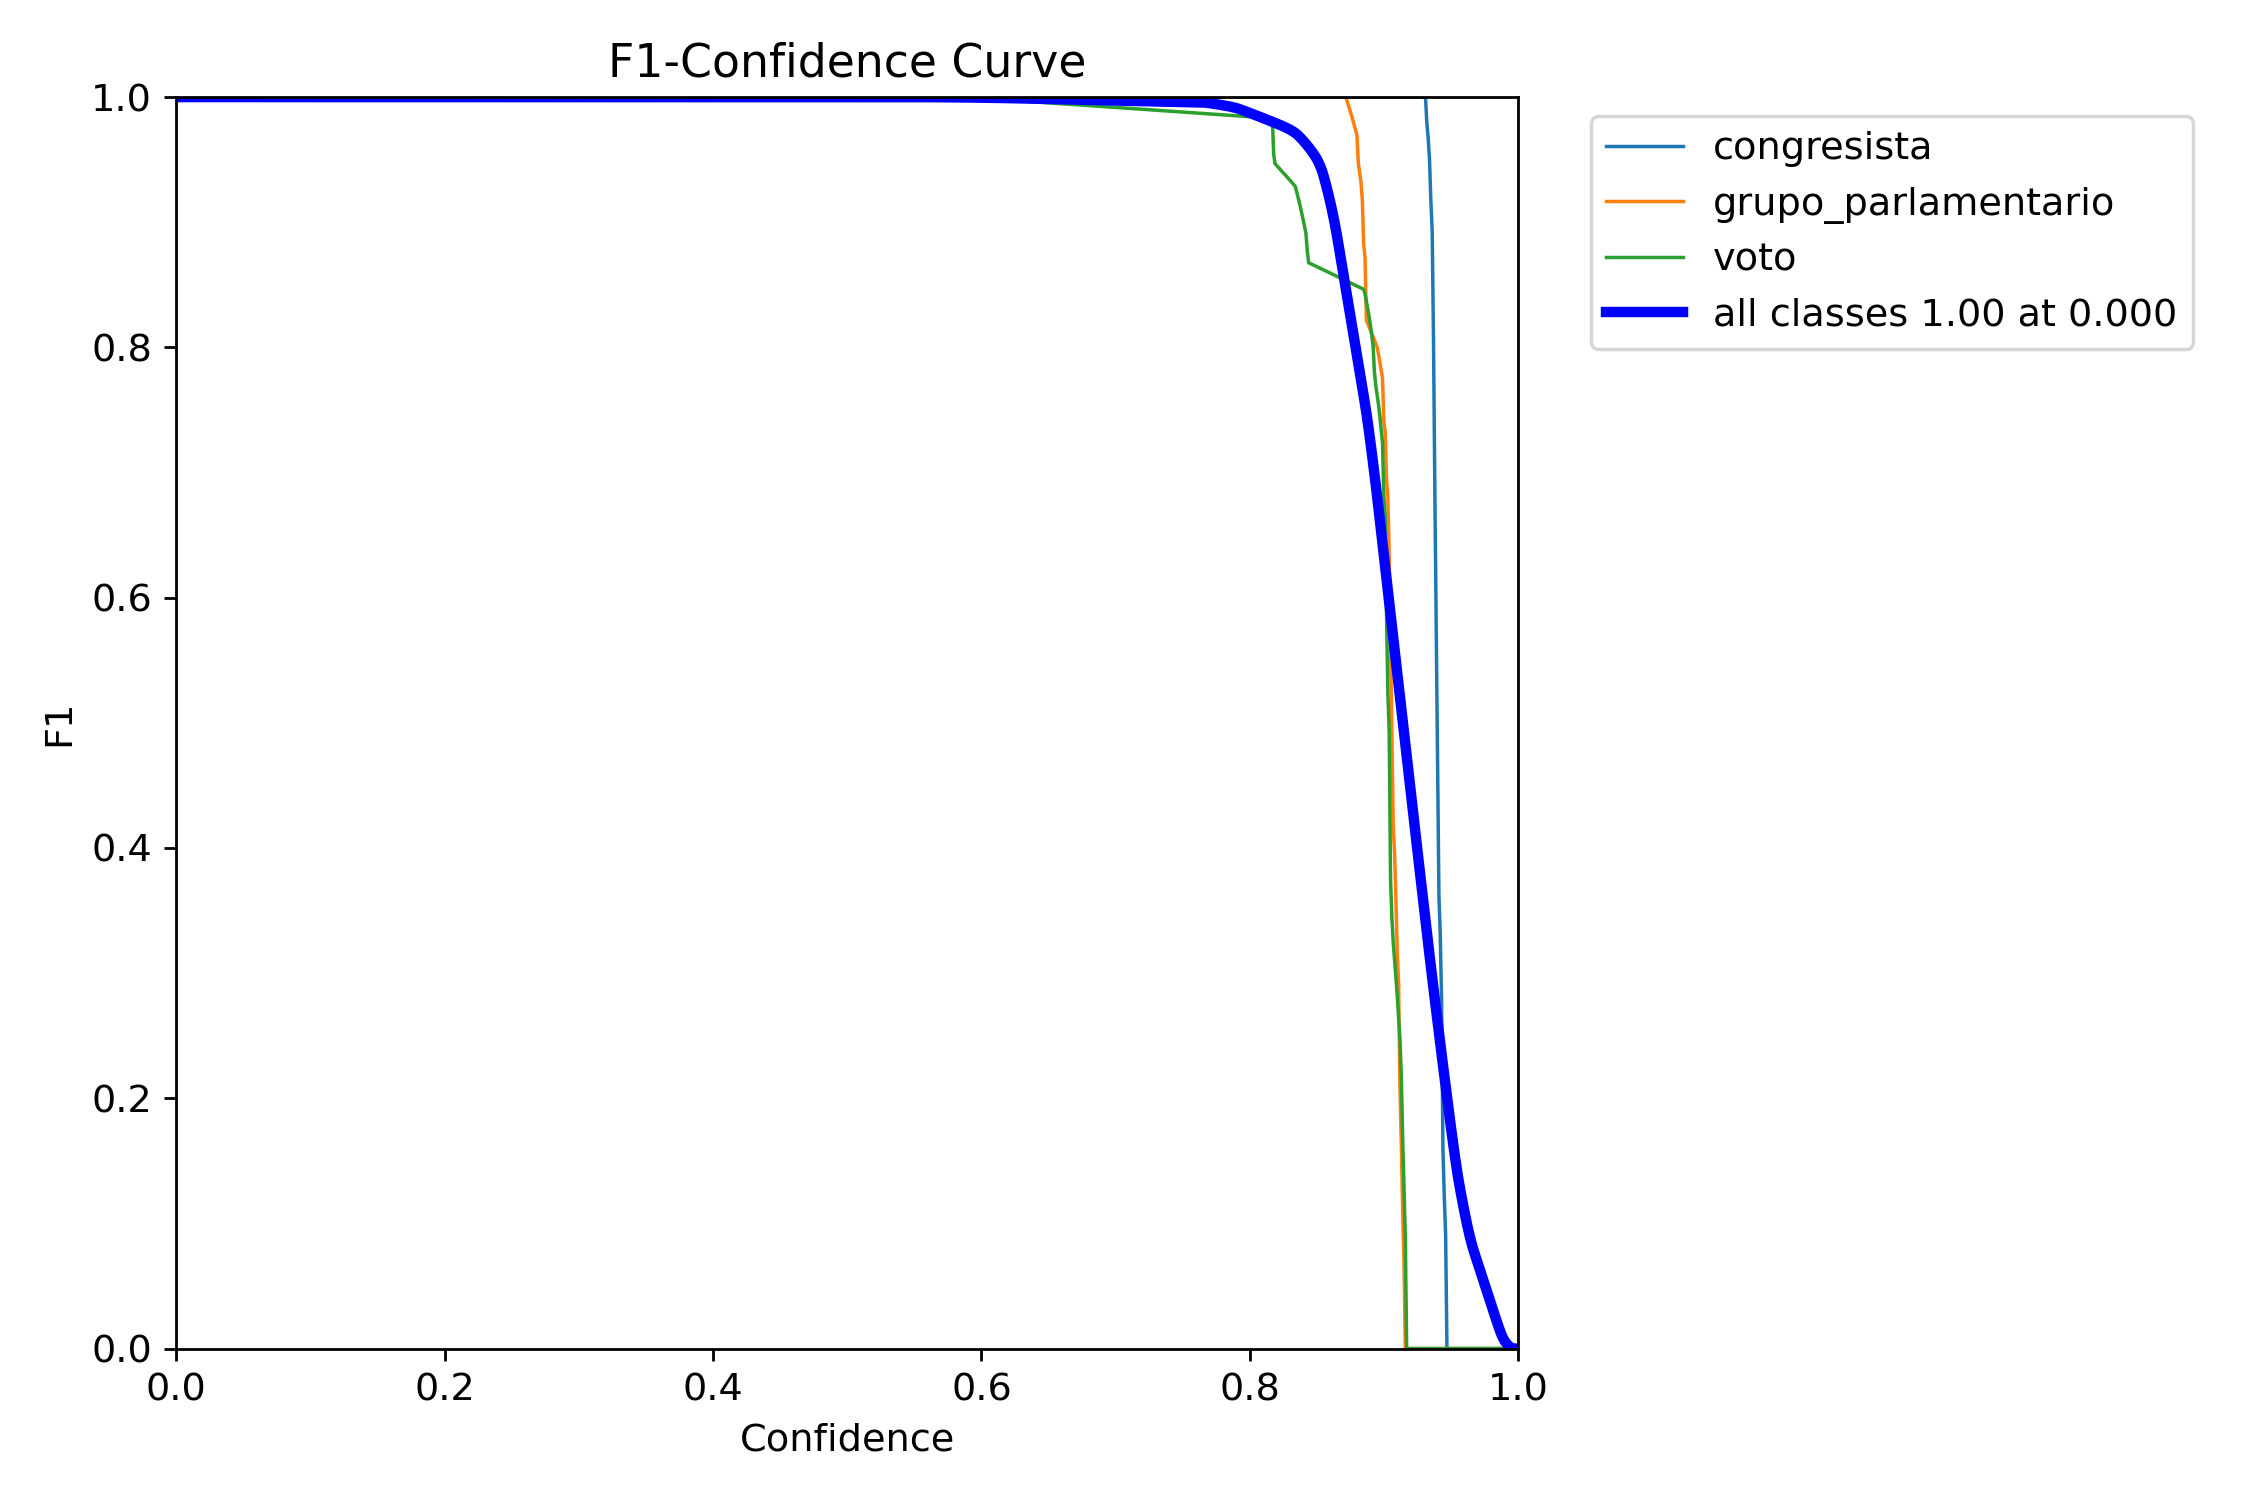 F1-Confidence Curve
1.0
0.8
0.6
0.4
0.2
0.0
F1
0.0 0.2 0.4 0.6 0.8 1.0
Confidence
congresista
grupo_parlamentario
voto
all classes 1.00 at 0.000